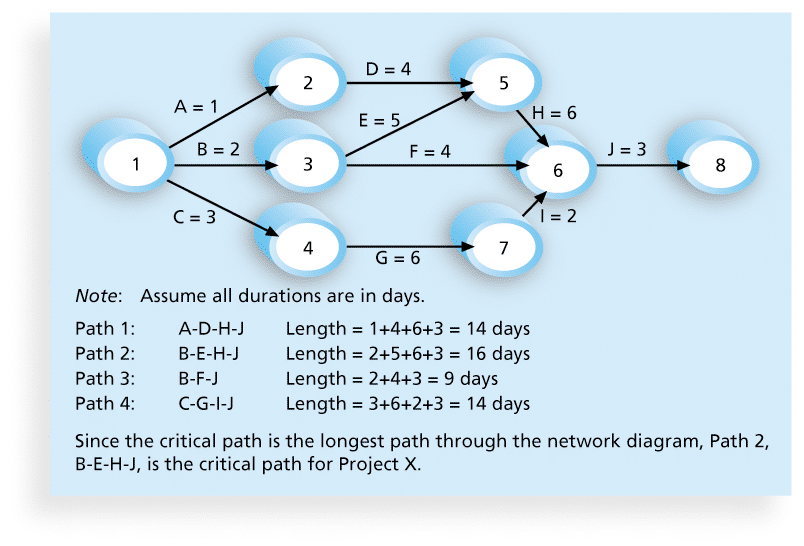 2
D = 4
5
A = 1
E = 5
H = 6
1
B = 2
3
F = 4
6
J = 3
8
C = 3
I = 2
4
G = 6
7
Note: Assume all durations are in days.
Path 1: A-D-H-J Length = 1+4+6+3 = 14 days
Path 2: B-E-H-J Length = 2+5+6+3 = 16 days
Path 3: B-F-J Length = 2+4+3 = 9 days
Path 4: C-G-I-J Length = 3+6+2+3 = 14 days
Since the critical path is the longest path through the network diagram, Path 2,
B-E-H-J, is the critical path for Project X.